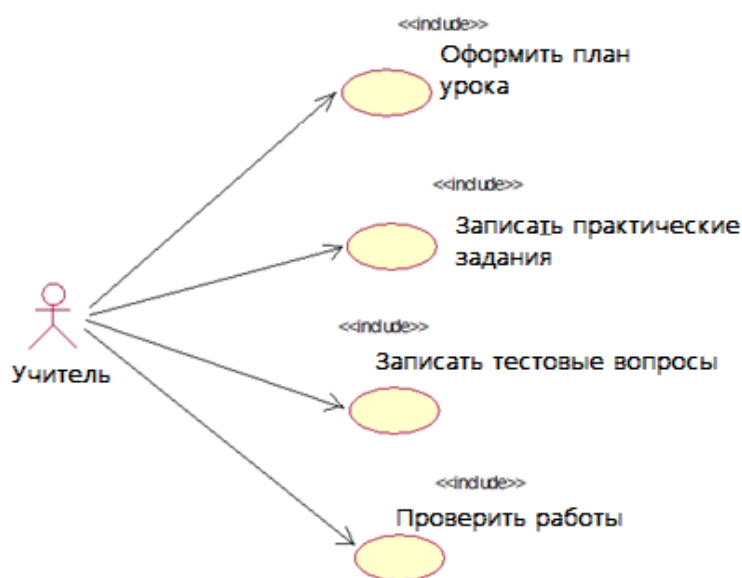 <<include>>
Оформить план
урока
<<include>>
Записать практические
задания
<<include>>
Записать тестовые вопросы
Учитель
<<include>>
Проверить работы